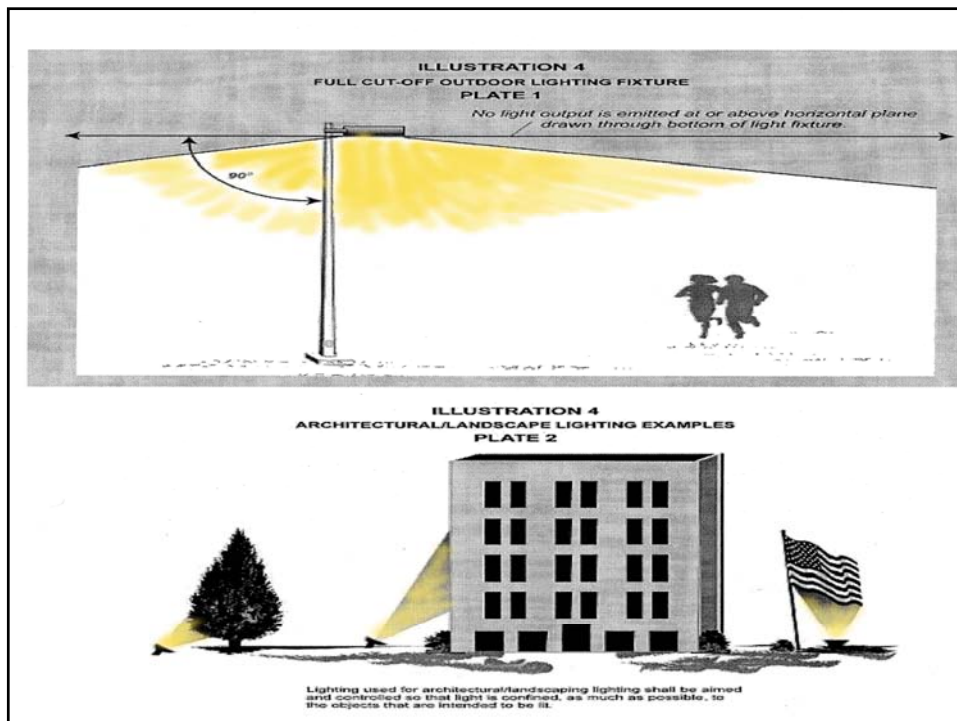 ILLUSTRATION 4
FULL CUT-OFF OUTDOOR LIGHTING FIXTURE
PLATE 1
No light output is emitted at or above horizontal plane
drawn through bottom of light fixture.
90°
ILLUSTRATION 4
ARCHITECTURAL/LANDSCAPE LIGHTING EXAMPLES
PLATE 2
Lighting used for architectural/landscaping lighting shall be aimed
and controlled so that light is confined, as much as possible, to
the objects that are intended to be lit.